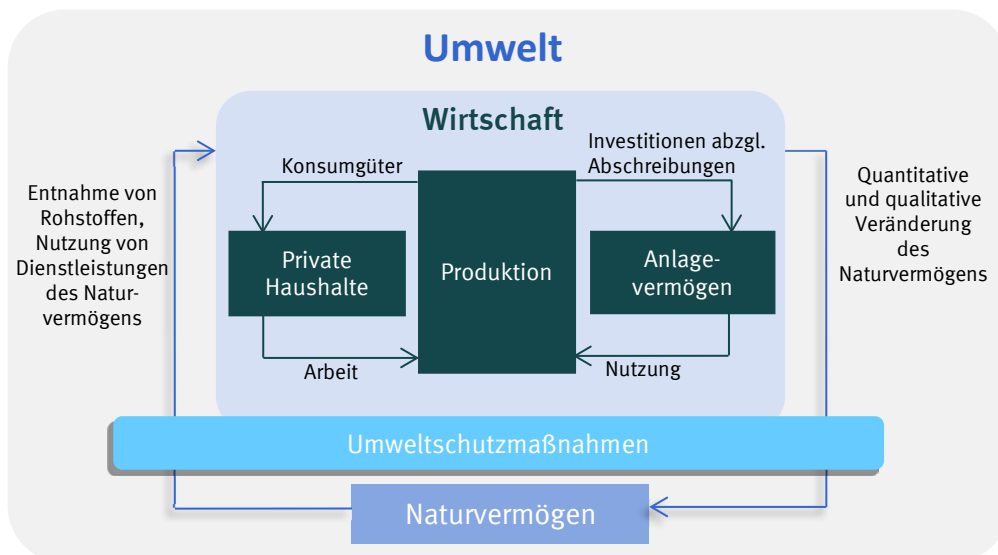 Umwelt
Wirtschaft
Entnahme von
Rohstoffen,
Nutzung von
Dienstleistungen
des Natur-
vermögens
Konsumgüter
Investitionen abzgl.
Abschreibungen
Private
Haushalte
Produktion
Anlage-
vermögen
Arbeit
Nutzung
Quantitative
und qualitative
Veränderung
des
Naturvermögens
Umweltschutzmaßnahmen
Naturvermögen